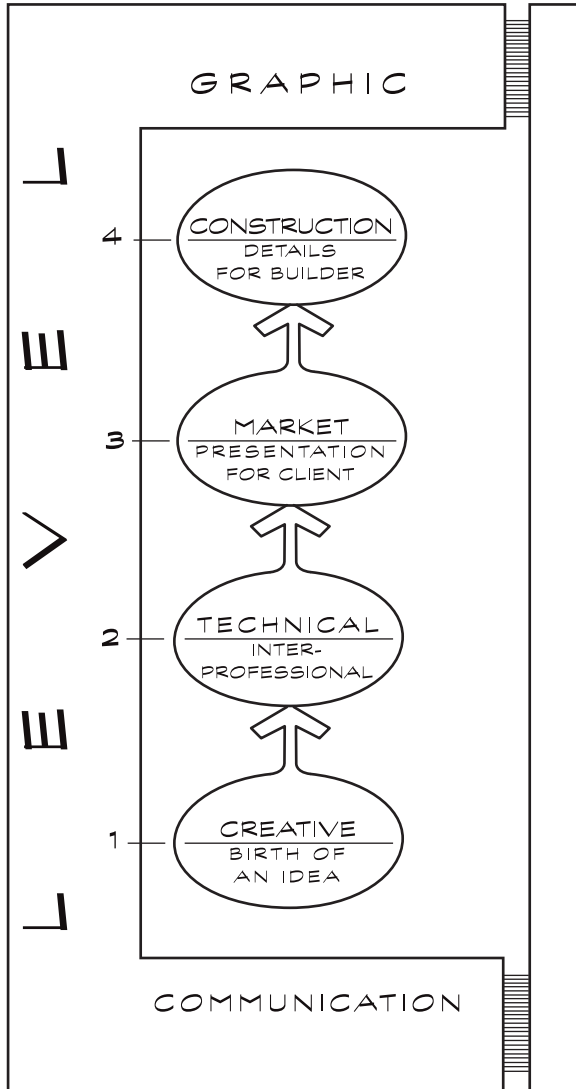 GRAPHIC
LEVEL
4
CONSTRUCTION
DETAILS
FOR BUILDER
3
MARKET
PRESENTATION
FOR CLIENT
2
TECHNICAL
INTER-
PROFESSIONAL
1
CREATIVE
BIRTH OF
AN IDEA
COMMUNICATION